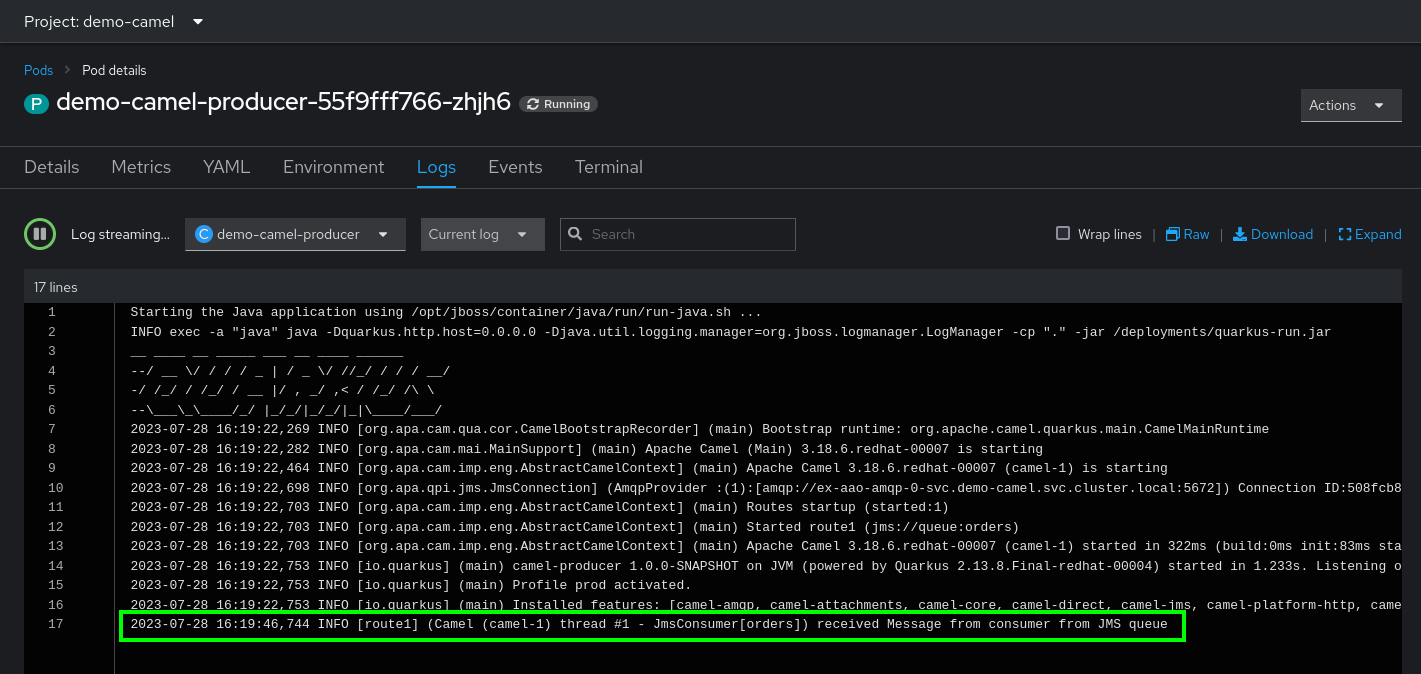 Project: demo-camel
Pods > Pod details
P demo-camel-producer-55f9fff766-zhjh6 Running
Actions
Details Metrics YAML Environment Logs Events Terminal
Log streaming... C demo-camel-producer Current log Search Wrap lines | Raw | Download | Expand
17 lines
1 Starting the Java application using /opt/jboss/container/java/run/run-java.sh ...
2 INFO exec -a "java" java -Dquarkus.http.host=0.0.0.0 -Djava.util.logging.manager=org.jboss.logmanager.LogManager -cp "." -jar /deployments/quarkus-run.jar
3 __ ____ __ _____ ___ __ ____ ______
4 --/ __ \/ / / / _ | / _ \/ //_/ / / / __/
5 -/ /_/ / /_/ / __ |/ , _/ ,< / /_/ /\ \
6 --\___\_\____/_/ |_/_/|_/_/|_|\____/___/
7 2023-07-28 16:19:22,269 INFO [org.apa.cam.qua.cor.CamelBootstrapRecorder] (main) Bootstrap runtime: org.apache.camel.quarkus.main.CamelMainRuntime
8 2023-07-28 16:19:22,282 INFO [org.apa.cam.mai.MainSupport] (main) Apache Camel (Main) 3.18.6.redhat-00007 is starting
9 2023-07-28 16:19:22,464 INFO [org.apa.cam.imp.eng.AbstractCamelContext] (main) Apache Camel 3.18.6.redhat-00007 (camel-1) is starting
10 2023-07-28 16:19:22,698 INFO [org.apa.qpi.jms.JmsConnection] (AmqpProvider :(1):[amqp://ex-aao-amqp-0-svc.demo-camel.svc.cluster.local:5672]) Connection ID:508fcb8
11 2023-07-28 16:19:22,703 INFO [org.apa.cam.imp.eng.AbstractCamelContext] (main) Routes startup (started:1)
12 2023-07-28 16:19:22,703 INFO [org.apa.cam.imp.eng.AbstractCamelContext] (main) Started route1 (jms://queue:orders)
13 2023-07-28 16:19:22,703 INFO [org.apa.cam.imp.eng.AbstractCamelContext] (main) Apache Camel 3.18.6.redhat-00007 (camel-1) started in 322ms (build:0ms init:83ms sta
14 2023-07-28 16:19:22,753 INFO [io.quarkus] (main) camel-producer 1.0.0-SNAPSHOT on JVM (powered by Quarkus 2.13.8.Final-redhat-00004) started in 1.233s. Listening o
15 2023-07-28 16:19:22,753 INFO [io.quarkus] (main) Profile prod activated.
16 2023-07-28 16:19:22,753 INFO [io.quarkus] (main) Installed features: [camel-amqp, camel-attachments, camel-core, camel-direct, camel-jms, camel-platform-http, came
17 2023-07-28 16:19:46,744 INFO [route1] (Camel (camel-1) thread #1 - JmsConsumer[orders]) received Message from consumer from JMS queue